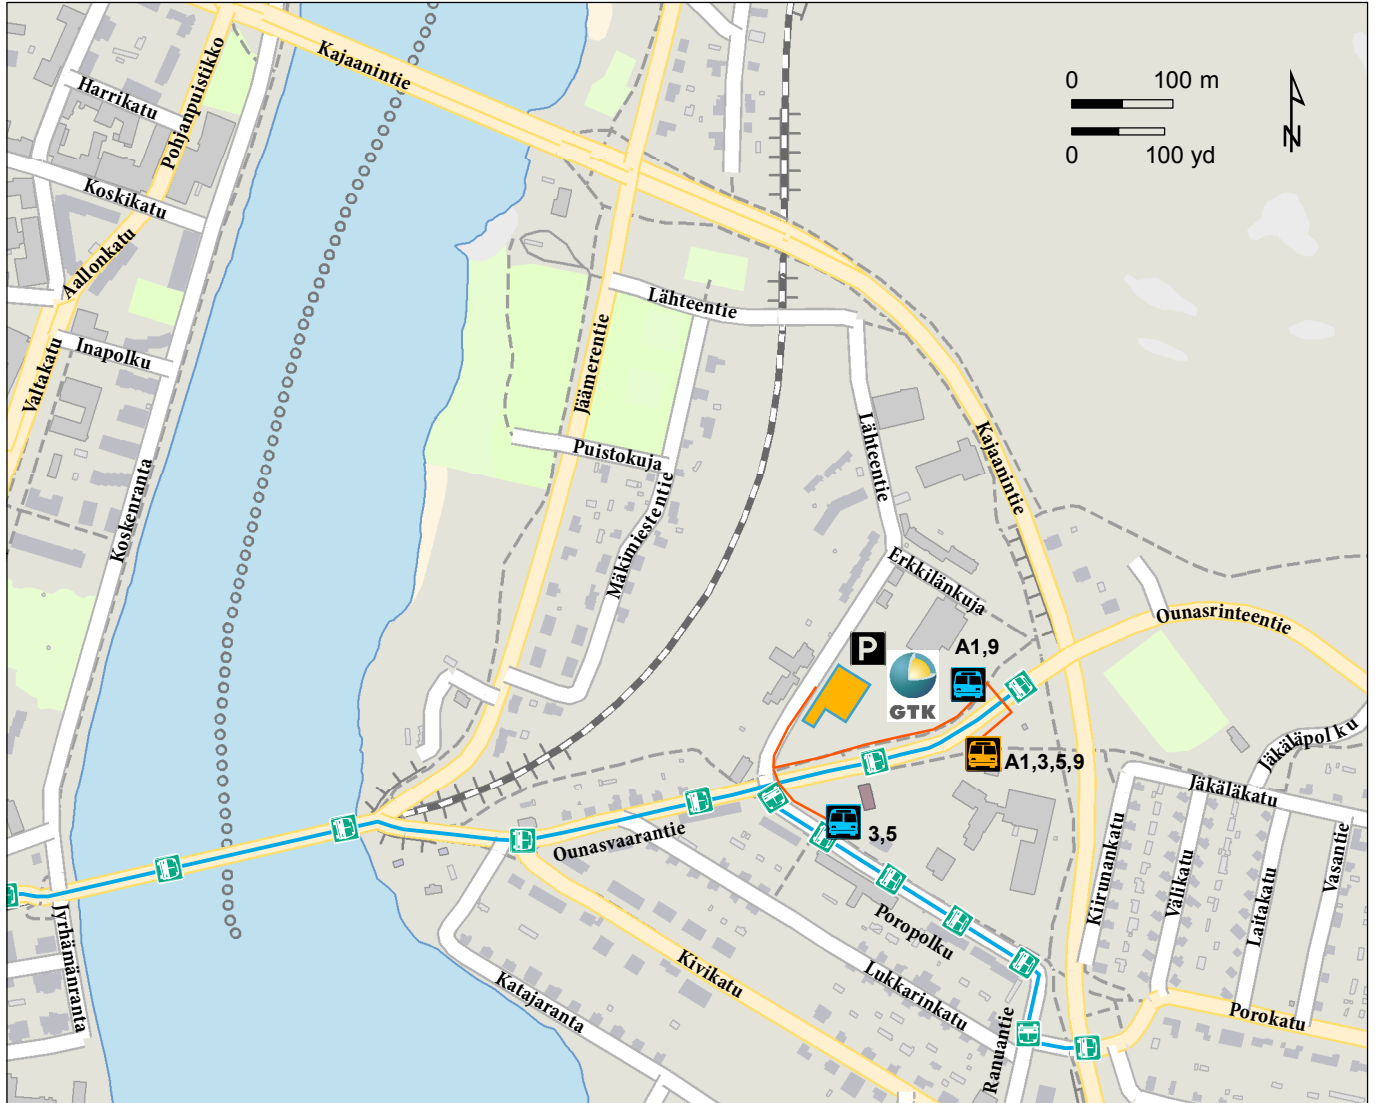 Kajaanintie
Pohjanpuistikko
Harrikatu
Koskikatu
Aallonkatu
Inapolku
Valtakatu
Koskenranta
Jäämerentie
Lähteentie
Puistokuja
Mäkimiestentie
Lähteentie
Kajaanintie
Erkkilänkuja
Ounasrinteentie
0 100 m
0 100 yd
N
P
GTK
A1,9
A1,3,5,9
3,5
Jäkäläpolku
Jäkäläkatu
Kiirunankatu
Välikatu
Laitakatu
Vasantie
Ounasvaarantie
Poropolku
Lukkarinkatu
Kivikatu
Katajaranta
Jyrhämänranta
Ranuantie
Porokatu